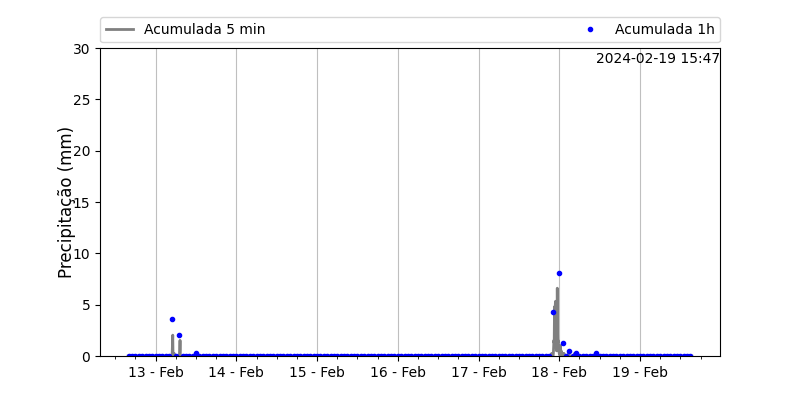 Acumulada 5 min
Acumulada 1h
2024-02-19 15:47
Precipitação (mm)
30
25
20
15
10
5
0
13 - Feb
14 - Feb
15 - Feb
16 - Feb
17 - Feb
18 - Feb
19 - Feb